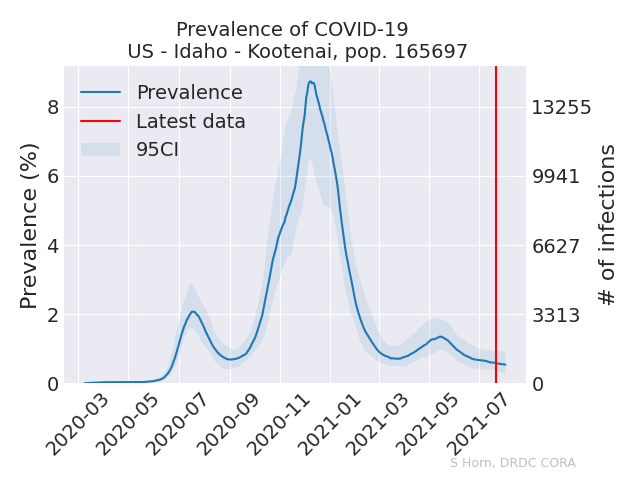 Prevalence of COVID-19
US - Idaho - Kootenai, pop. 165697
Prevalence
Latest data
95CI
Prevalence (%)
8
6
4
2
0
13255
9941
6627
3313
0
# of infections
2020-03
2020-05
2020-07
2020-09
2020-11
2021-01
2021-03
2021-05
2021-07
S Horn, DRDC CORA